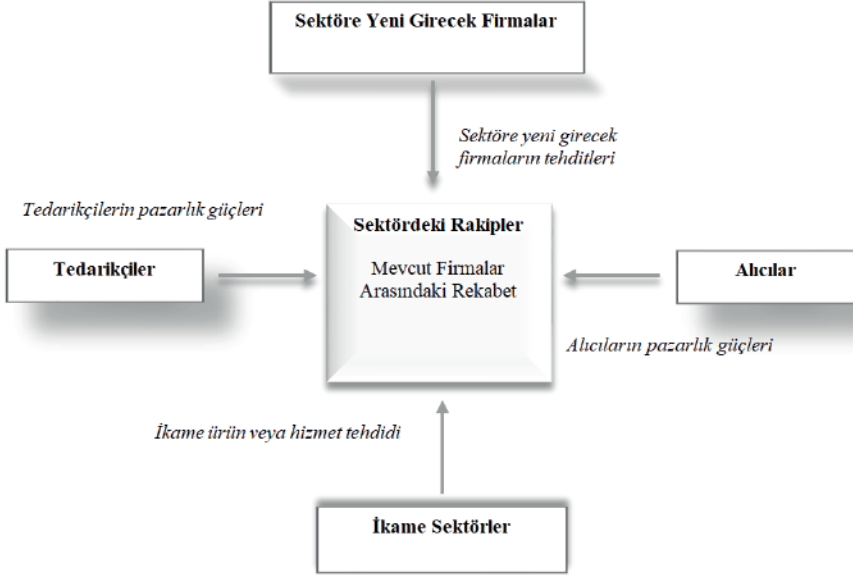 Sektöre Yeni Girecek Firmalar
Sektöre yeni girecek
firmaların tehditleri
Tedarikçilerin pazarlık güçleri
Tedarikçiler
Sektördeki Rakipler
Mevcut Firmalar
Arasındaki Rekabet
Alıcılar
Alıcıların pazarlık güçleri
İkame ürün veya hizmet tehdidi
İkame Sektörler